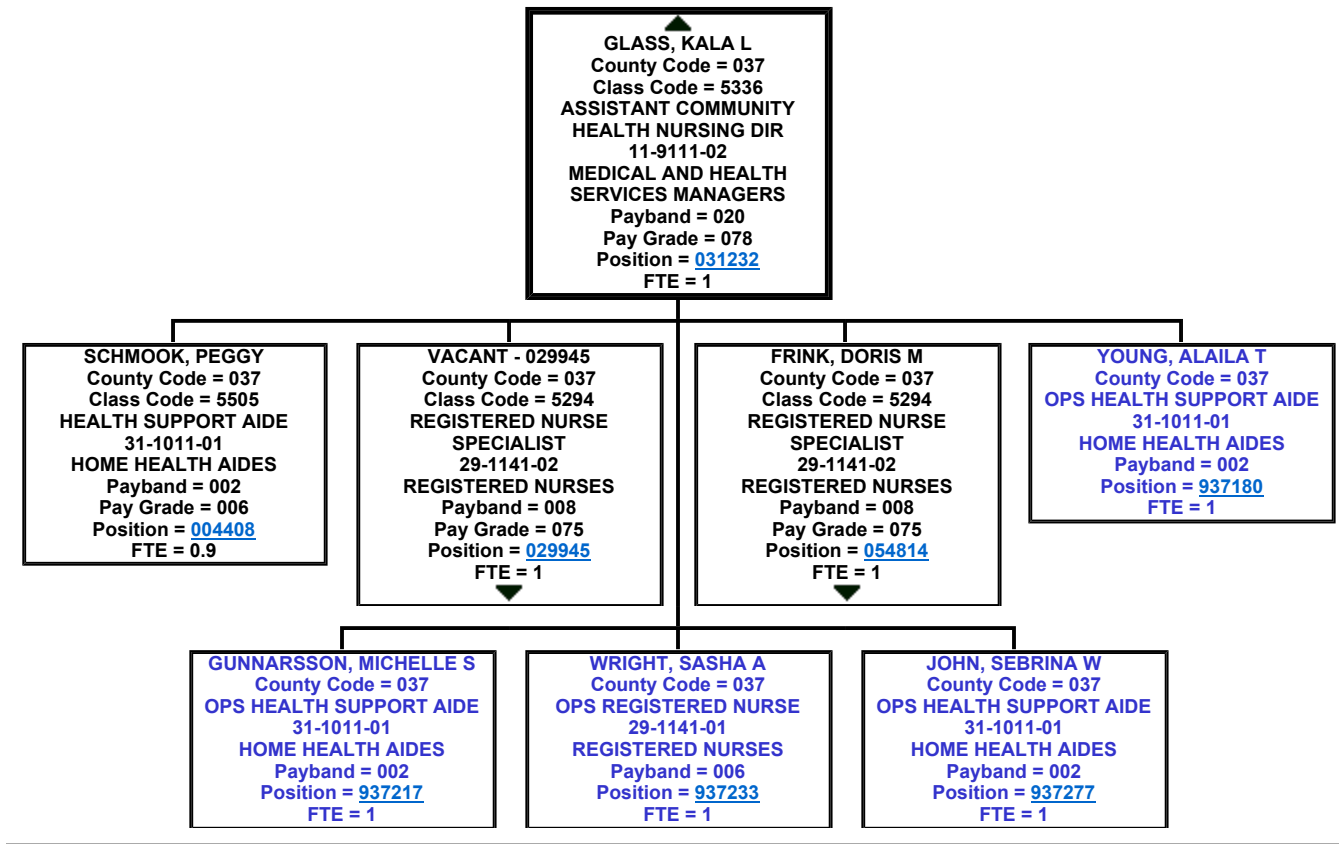 GLASS, KALA L
County Code = 037
Class Code = 5336
ASSISTANT COMMUNITY
HEALTH NURSING DIR
11-9111-02
MEDICAL AND HEALTH
SERVICES MANAGERS
Payband = 020
Pay Grade = 078
Position = 031232
FTE = 1
SCHMOOK, PEGGY
County Code = 037
Class Code = 5505
HEALTH SUPPORT AIDE
31-1011-01
HOME HEALTH AIDES
Payband = 002
Pay Grade = 006
Position = 004408
FTE = 0.9
VACANT - 029945
County Code = 037
Class Code = 5294
REGISTERED NURSE
SPECIALIST
29-1141-02
REGISTERED NURSES
Payband = 008
Pay Grade = 075
Position = 029945
FTE = 1
FRINK, DORIS M
County Code = 037
Class Code = 5294
REGISTERED NURSE
SPECIALIST
29-1141-02
REGISTERED NURSES
Payband = 008
Pay Grade = 075
Position = 054814
FTE = 1
YOUNG, ALAILA T
County Code = 037
OPS HEALTH SUPPORT AIDE
31-1011-01
HOME HEALTH AIDES
Payband = 002
Position = 937180
FTE = 1
GUNNARSSON, MICHELLE S
County Code = 037
OPS HEALTH SUPPORT AIDE
31-1011-01
HOME HEALTH AIDES
Payband = 002
Position = 937217
FTE = 1
WRIGHT, SASHA A
County Code = 037
OPS REGISTERED NURSE
29-1141-01
REGISTERED NURSES
Payband = 006
Position = 937233
FTE = 1
JOHN, SEBRINA W
County Code = 037
OPS HEALTH SUPPORT AIDE
31-1011-01
HOME HEALTH AIDES
Payband = 002
Position = 937277
FTE = 1